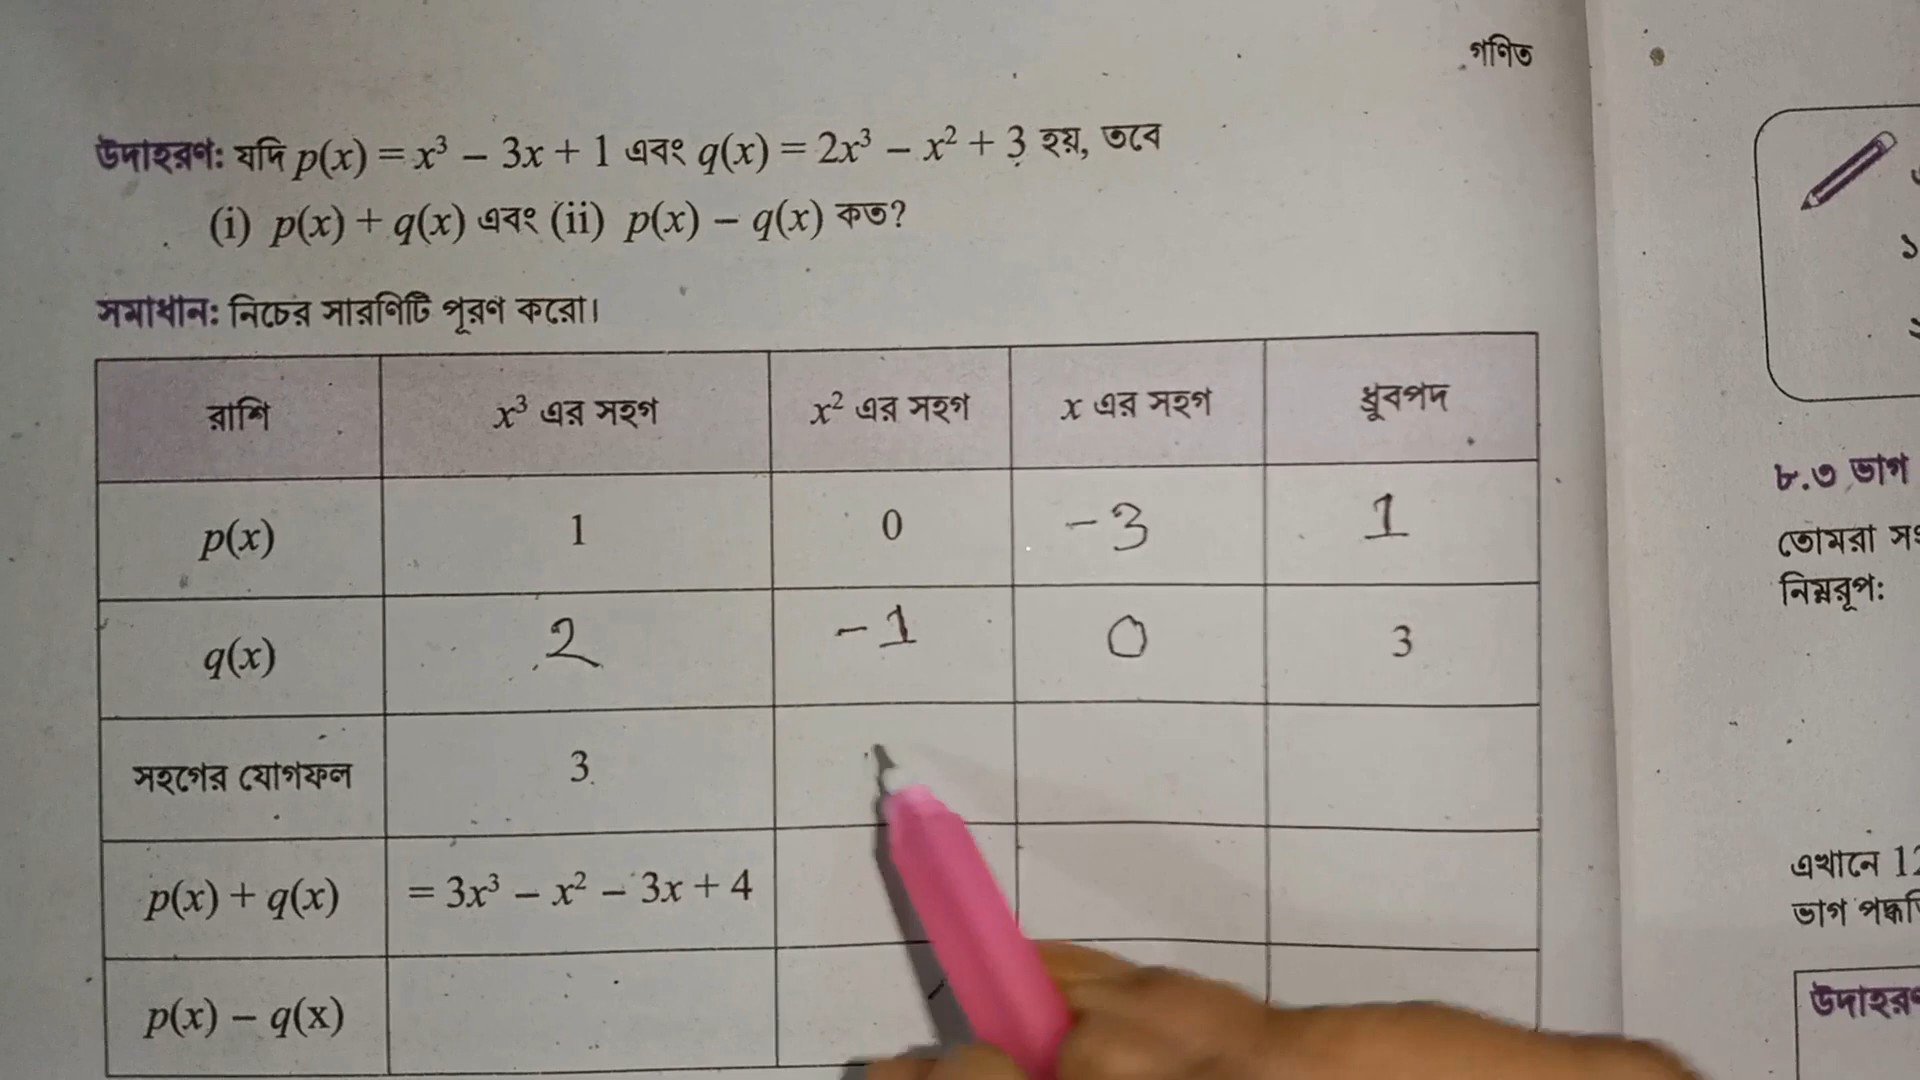 গণিত
উদাহরণ: যদি p(x) = x³ − 3x + 1 এবং q(x) = 2x³ − x² + 3 হয়, তবে
(i) p(x) + q(x) এবং (ii) p(x) − q(x) কত?
সমাধান: নিচের সারণিটি পূরণ করো।
রাশি x³ এর সহগ x² এর সহগ x এর সহগ ধ্রুবপদ
p(x) 1 0 -3 1
q(x) 2 -1 0 3
সহগের যোগফল 3
p(x) + q(x) = 3x³ − x² − 3x + 4
p(x) − q(x)
৮.৩ ভাগ
তোমরা
নিম্নরূপ:
এখানে
ভাগ